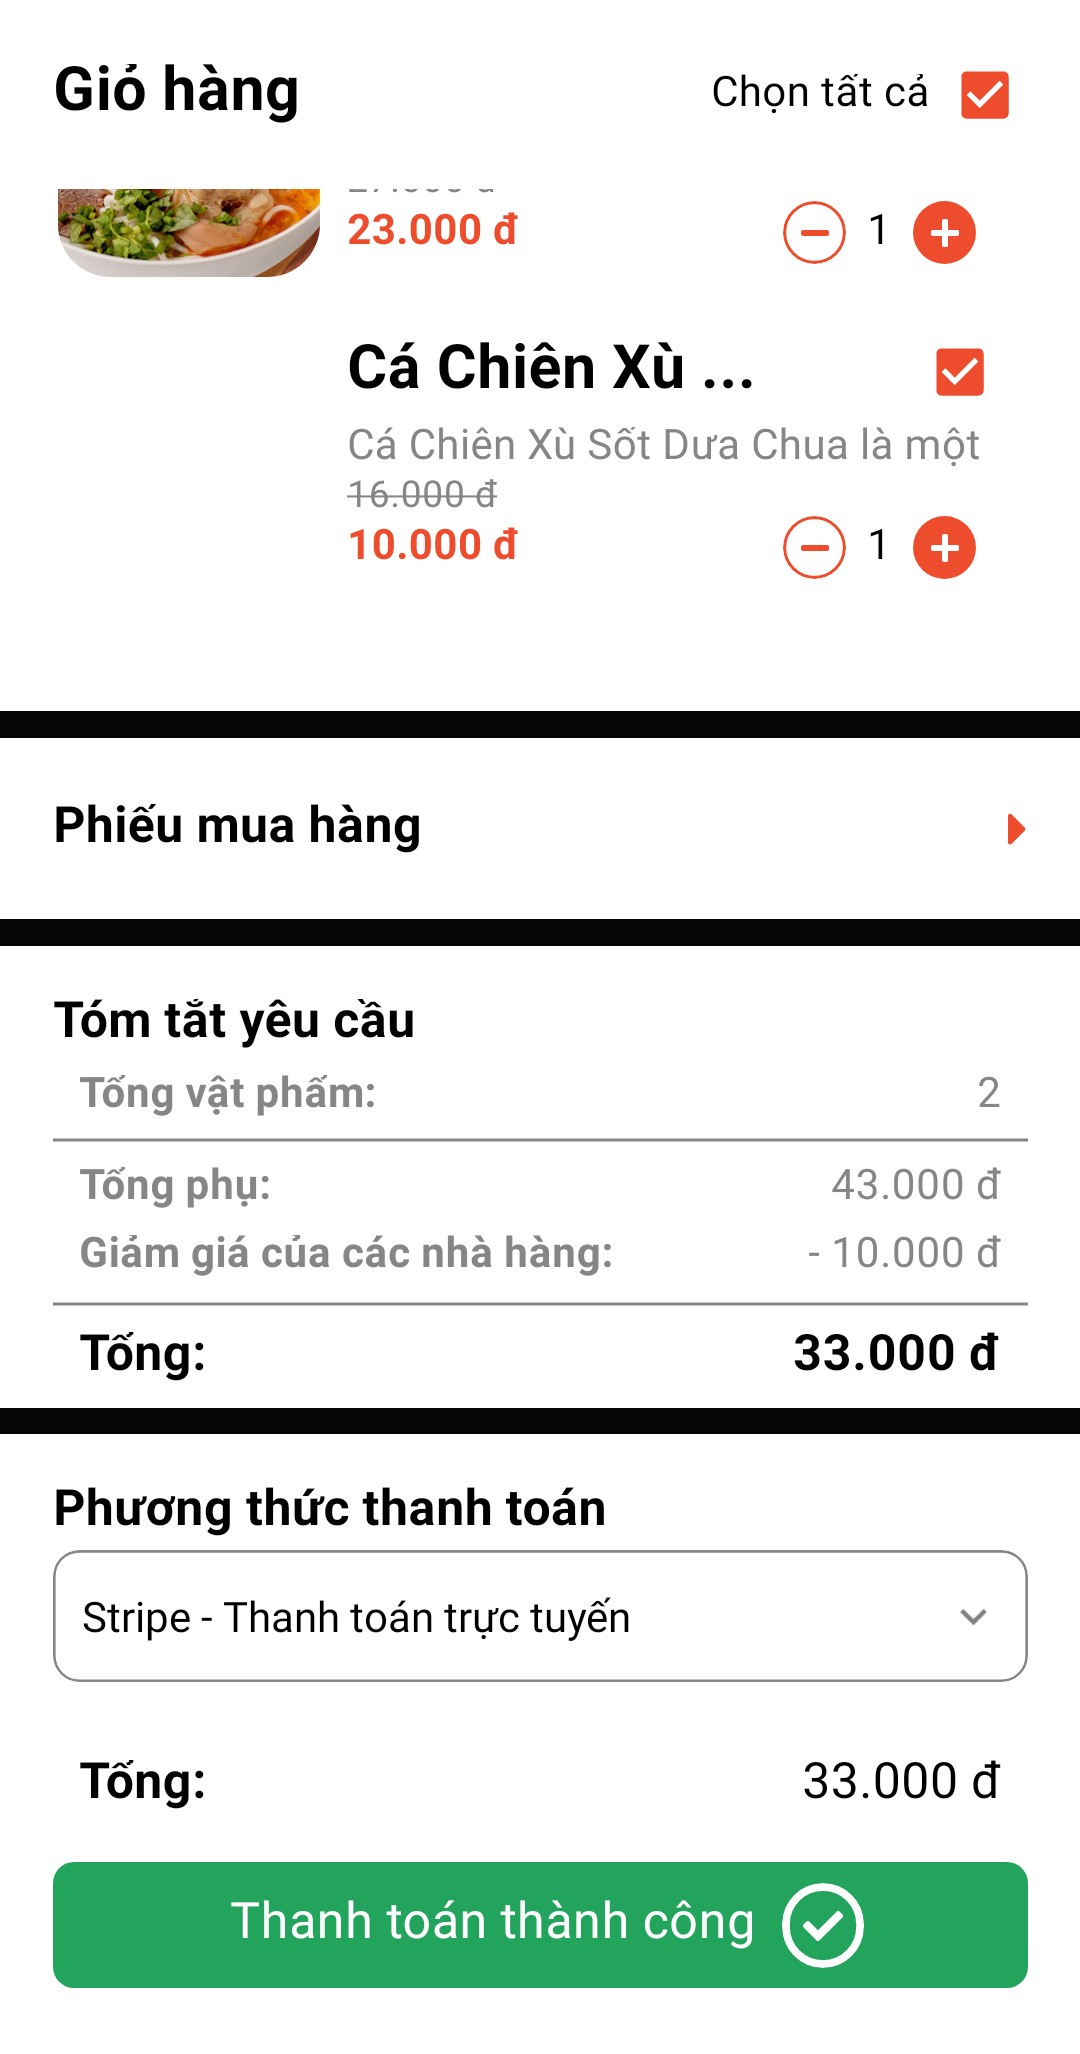 Giỏ hàng
Chọn tất cả
23.000 đ
1
Cá Chiên Xù ...
Cá Chiên Xù Sốt Dưa Chua là một
16.000 đ
10.000 đ
1
Phiếu mua hàng
Tóm tắt yêu cầu
Tổng vật phẩm: 2
Tổng phụ: 43.000 đ
Giảm giá của các nhà hàng: - 10.000 đ
Tổng: 33.000 đ
Phương thức thanh toán
Stripe - Thanh toán trực tuyến
Tổng: 33.000 đ
Thanh toán thành công